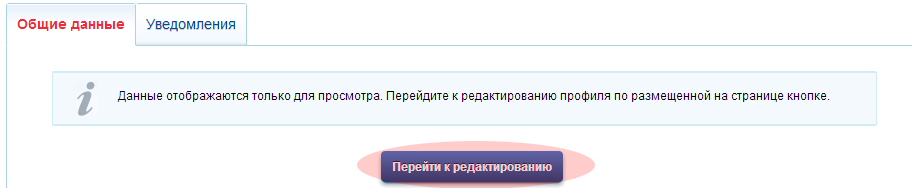 Общие данные Уведомления
Данные отображаются только для просмотра. Перейдите к редактированию профиля по размещенной на странице кнопке.
Перейти к редактированию